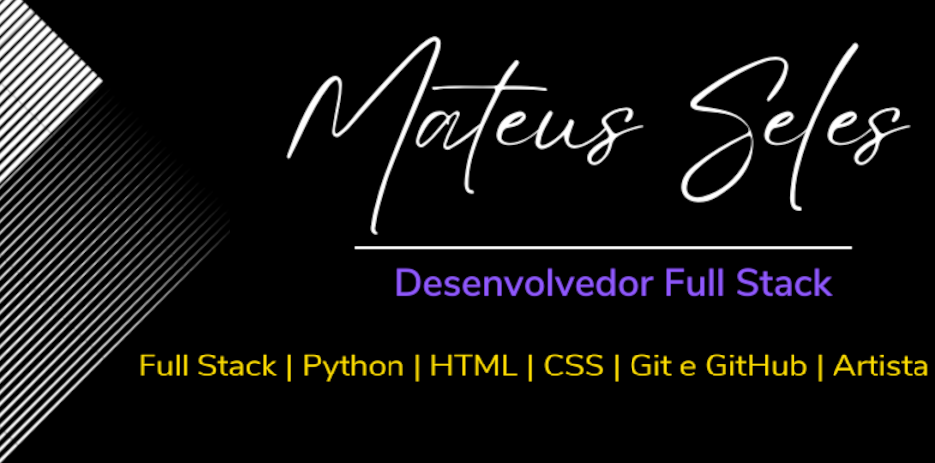 Mateus Seles
Desenvolvedor Full Stack
Full Stack | Python | HTML | CSS | Git e GitHub | Artista